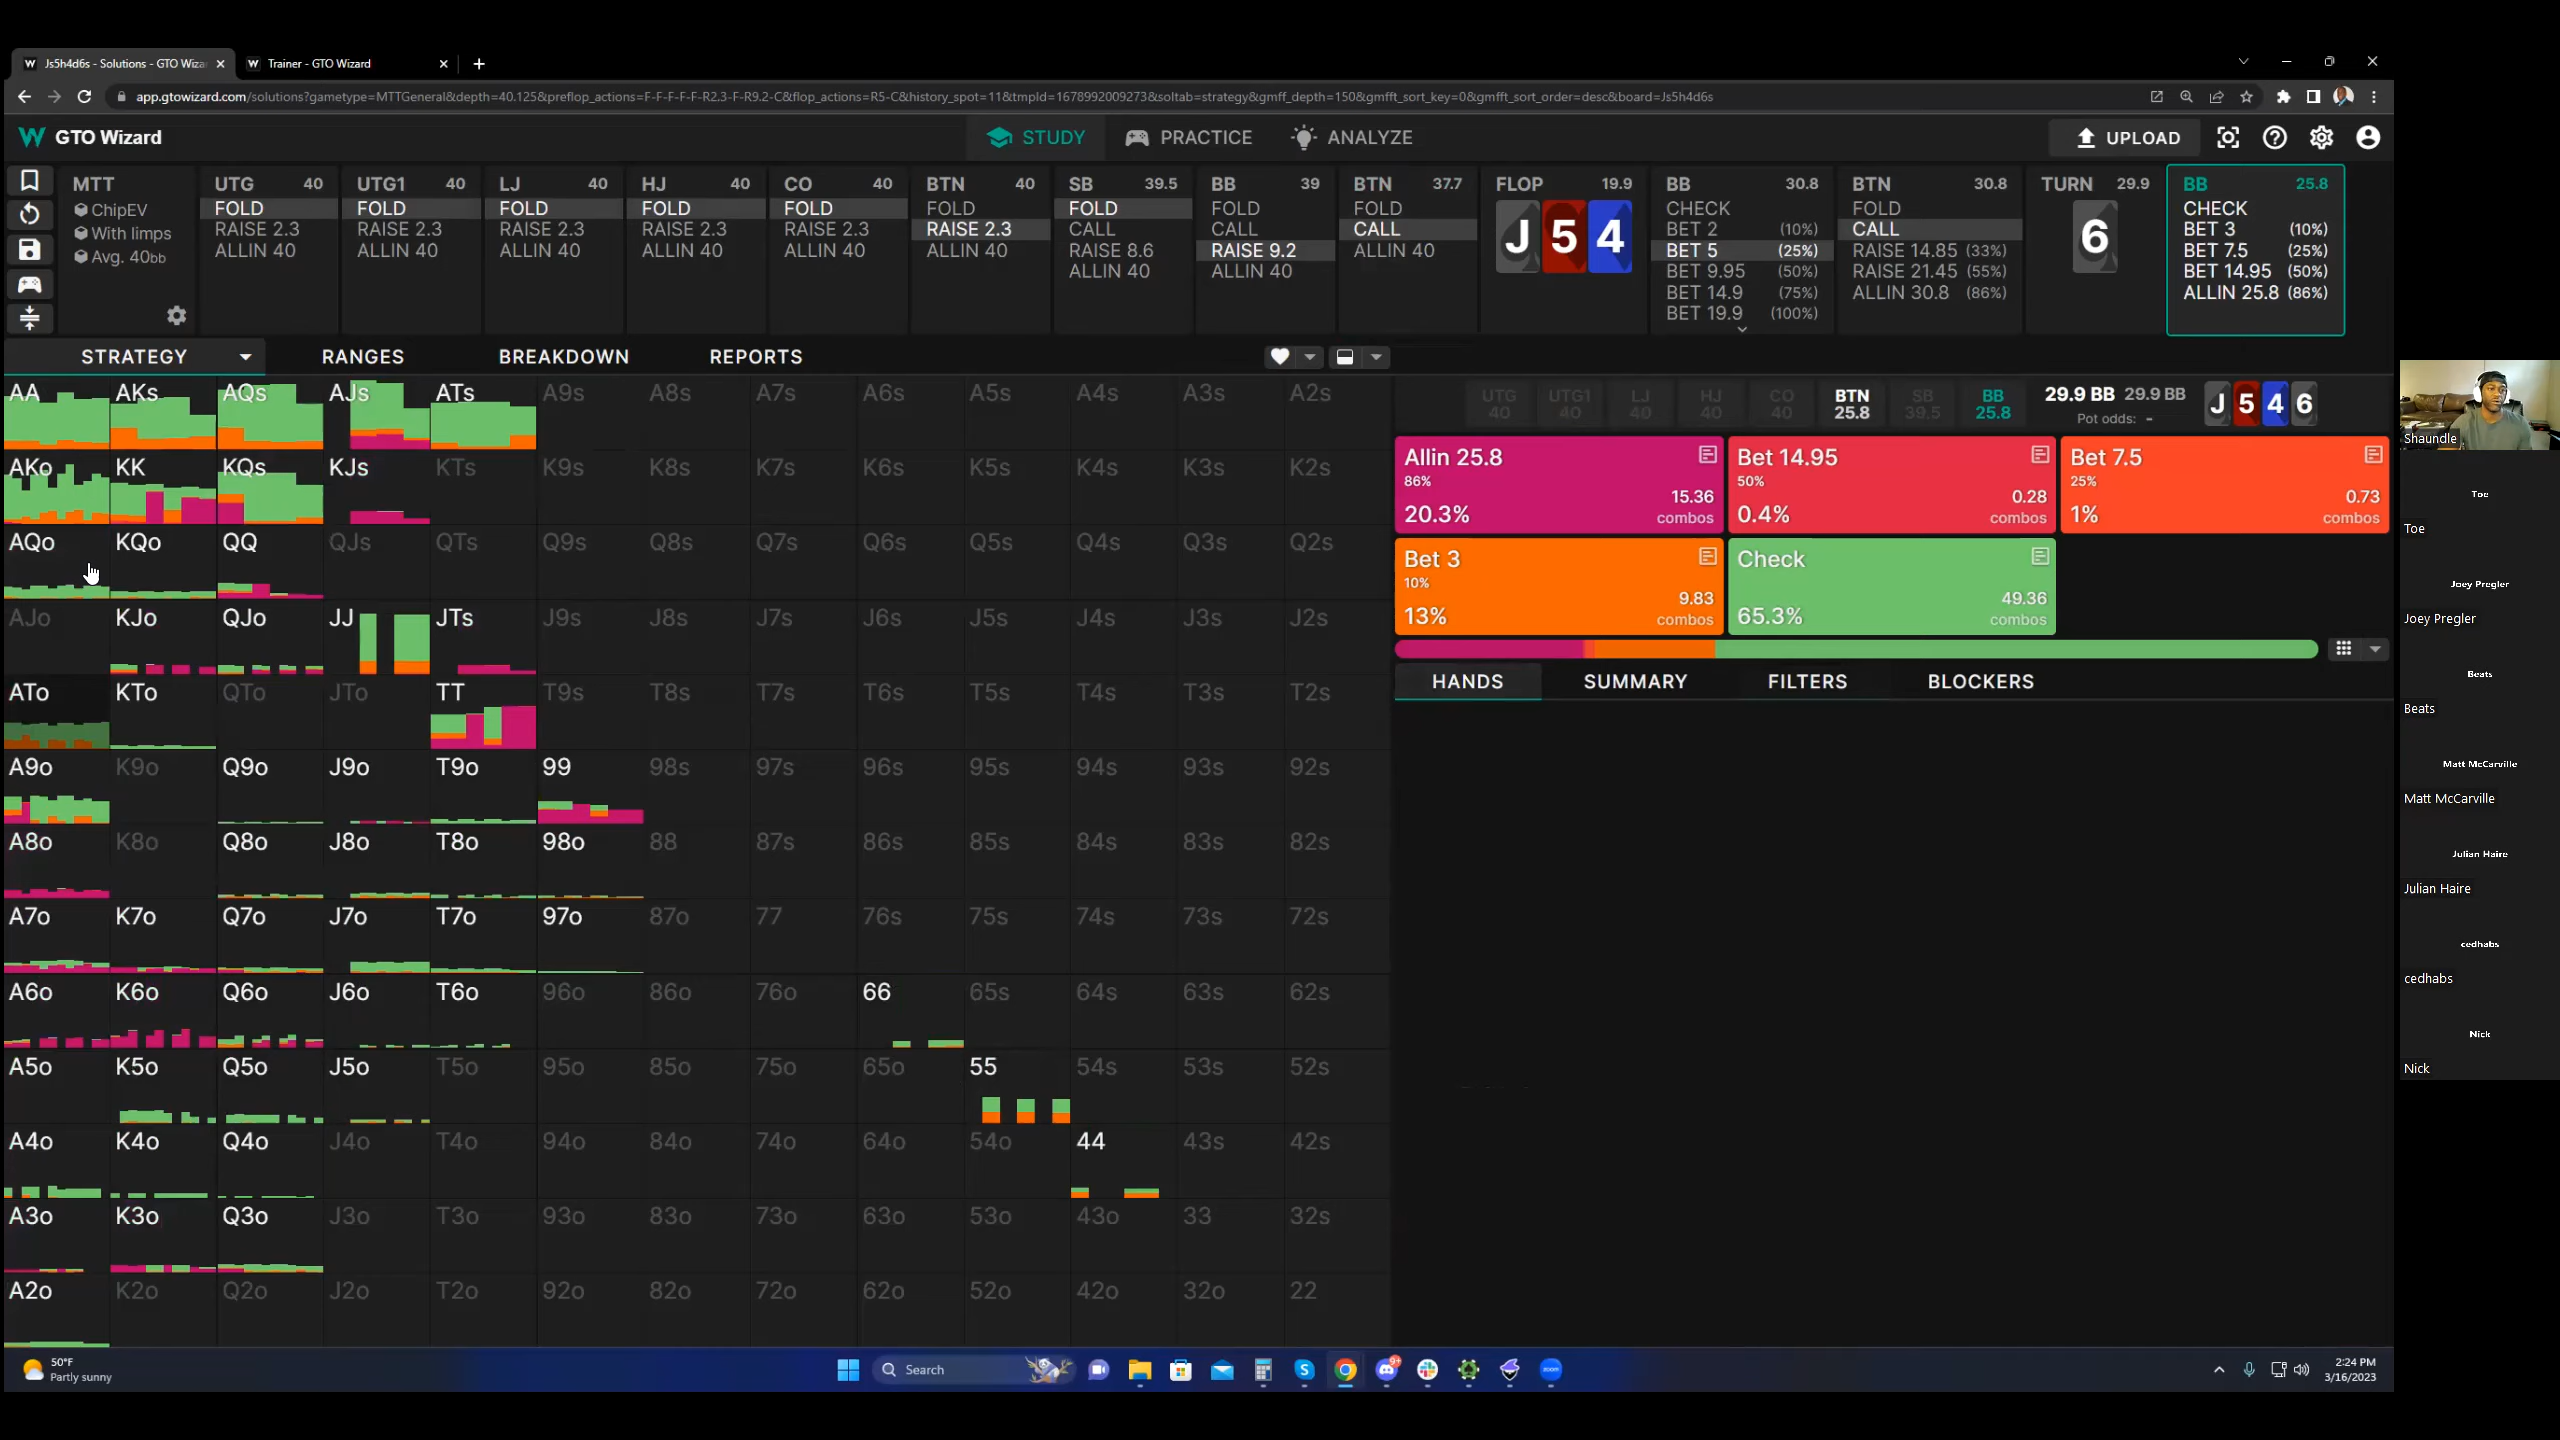 Js5h4d6s - Solutions - GTO Wiza
Trainer - GTO Wizard
app.gtowizard.com/solutions?gametype=MTTGeneral&depth=40.125&preflop_actions=F-F-F-F-F-R2.3-F-R9.2-C&flop_actions=R5-C&history_spot=11&tmpId=1678992009273&soltab=strategy&gmff_depth=150&gmfft_sort_key=0&gmfft_sort_order=desc&board=Js5h4d6s
W GTO Wizard
STUDY PRACTICE ANALYZE
UPLOAD
MTT
ChipEV
With limps
Avg. 40bb
UTG 40
FOLD
RAISE 2.3
ALLIN 40
UTG1 40
FOLD
RAISE 2.3
ALLIN 40
LJ 40
FOLD
RAISE 2.3
ALLIN 40
HJ 40
FOLD
RAISE 2.3
ALLIN 40
CO 40
FOLD
RAISE 2.3
ALLIN 40
BTN 40
FOLD
RAISE 2.3
ALLIN 40
SB 39.5
FOLD
CALL
RAISE 8.6
ALLIN 40
BB 39
FOLD
CALL
RAISE 9.2
ALLIN 40
BTN 37.7
FOLD
CALL
ALLIN 40
FLOP 19.9
J 5 4
BB 30.8
CHECK
BET 2 (10%)
BET 5 (25%)
BET 9.95 (50%)
BET 14.9 (75%)
BET 19.9 (100%)
BTN 30.8
FOLD
CALL
RAISE 14.85 (33%)
RAISE 21.45 (55%)
ALLIN 30.8 (86%)
TURN 29.9
6
BB 25.8
CHECK
BET 3 (10%)
BET 7.5 (25%)
BET 14.95 (50%)
ALLIN 25.8 (86%)
STRATEGY RANGES BREAKDOWN REPORTS
AA AKs AQs AJs ATs A9s A8s A7s A6s A5s A4s A3s A2s
AKo KK KQs KJs KTs K9s K8s K7s K6s K5s K4s K3s K2s
AQo KQo QQ QJs QTs Q9s Q8s Q7s Q6s Q5s Q4s Q3s Q2s
AJo KJo QJo JJ JTs J9s J8s J7s J6s J5s J4s J3s J2s
ATo KTo QTo JTo TT T9s T8s T7s T6s T5s T4s T3s T2s
A9o K9o Q9o J9o T9o 99 98s 97s 96s 95s 94s 93s 92s
A8o K8o Q8o J8o T8o 98o 88 87s 86s 85s 84s 83s 82s
A7o K7o Q7o J7o T7o 97o 87o 77 76s 75s 74s 73s 72s
A6o K6o Q6o J6o T6o 96o 86o 76o 66 65s 64s 63s 62s
A5o K5o Q5o J5o T5o 95o 85o 75o 65o 55 54s 53s 52s
A4o K4o Q4o J4o T4o 94o 84o 74o 64o 54o 44 43s 42s
A3o K3o Q3o J3o T3o 93o 83o 73o 63o 53o 43o 33 32s
A2o K2o Q2o J2o T2o 92o 82o 72o 62o 52o 42o 32o 22
UTG UTG1 LJ HJ CO BTN SB BB
40 40 40 40 40 25.8 39.5 25.8
29.9 BB 29.9 BB
Pot odds: -
J 5 4 6
Allin 25.8
86%
15.36
20.3% combos
Bet 14.95
50%
0.28
0.4% combos
Bet 7.5
25%
0.73
1% combos
Bet 3
10%
9.83
13% combos
Check
49.36
65.3% combos
HANDS SUMMARY FILTERS BLOCKERS
Shaundle
Toe
Toe
Joey Pregler
Joey Pregler
Beats
Beats
Matt McCarville
Matt McCarville
Julian Haire
Julian Haire
cedhabs
cedhabs
Nick
Nick
50°F
Partly sunny
Search
9+
zoom
2:24 PM
3/16/2023